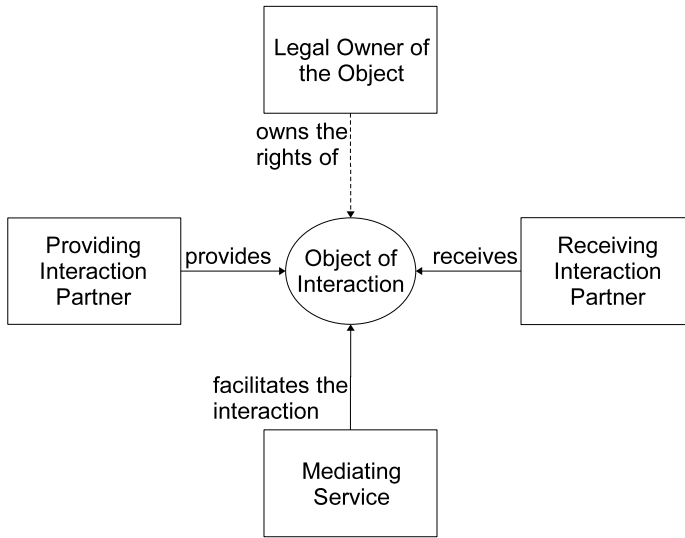 Legal Owner of
the Object
owns the
rights of
Providing
Interaction
Partner
provides
Object of
Interaction
receives
Receiving
Interaction
Partner
facilitates the
interaction
Mediating
Service